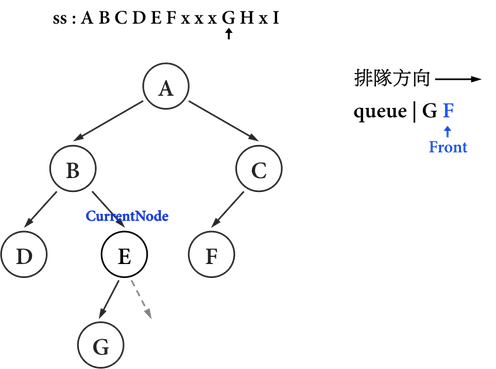 ss : A B C D E F x x x G H x I
排隊方向
queue | G F
Front
A
B
C
CurrentNode
D
E
F
G